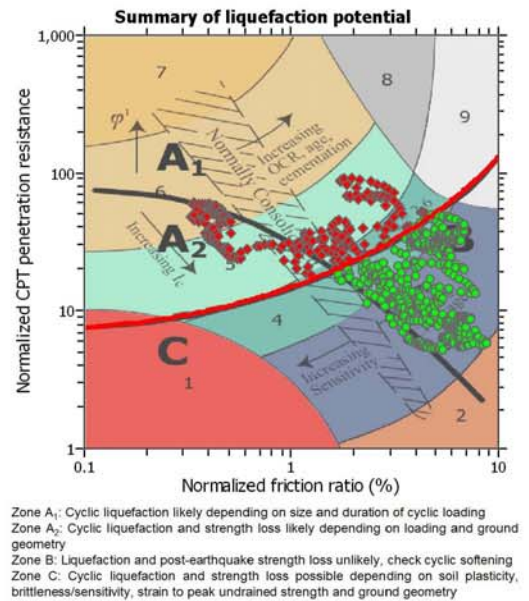 Summary of liquefaction potential
1,000
7
8
9
φ'
Increasing
OCR, age,
cementation
A1
100
Normally Consolidated
6
A2
Increasing Ic
5
B
10
4
C
1
Increasing
Sensitivity
2
1
0.1
1
10
Normalized CPT penetration resistance
Normalized friction ratio (%)
Zone A1: Cyclic liquefaction likely depending on size and duration of cyclic loading
Zone A2: Cyclic liquefaction and strength loss likely depending on loading and ground
geometry
Zone B: Liquefaction and post-earthquake strength loss unlikely, check cyclic softening
Zone C: Cyclic liquefaction and strength loss possible depending on soil plasticity,
brittleness/sensitivity, strain to peak undrained strength and ground geometry